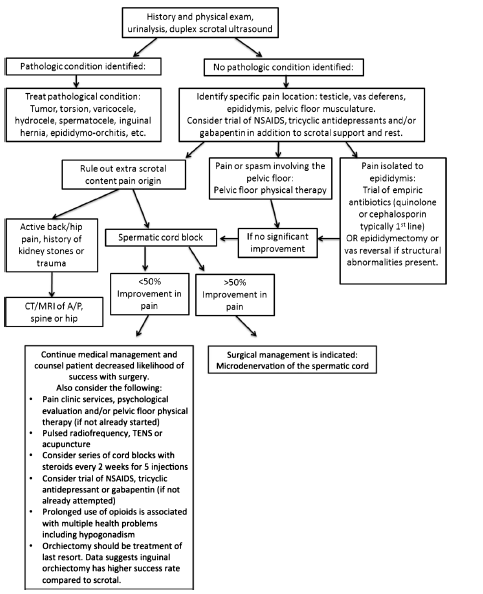 History and physical exam,
urinalysis, duplex scrotal ultrasound
Pathologic condition identified:
No pathologic condition identified:
Treat pathological condition:
Tumor, torsion, varicocele,
hydrocele, spermatocele, inguinal
hernia, epididymo-orchitis, etc.
Identify specific pain location: testicle, vas deferens,
epididymis, pelvic floor musculature.
Consider trial of NSAIDS, tricyclic antidepressants and/or
gabapentin in addition to scrotal support and rest.
Rule out extra scrotal
content pain origin
Pain or spasm involving the
pelvic floor:
Pelvic floor physical therapy
Pain isolated to
epididymis:
Trial of empiric
antibiotics (quinolone
or cephalosporin
typically 1st line)
OR epididymectomy or
vas reversal if structural
abnormalities present.
Active back/hip
pain, history of
kidney stones or
trauma
Spermatic cord block
If no significant
improvement
CT/MRI of A/P,
spine or hip
<50%
Improvement in
pain
>50%
Improvement in
pain
Continue medical management and
counsel patient decreased likelihood of
success with surgery.
Also consider the following:
• Pain clinic services, psychological
evaluation and/or pelvic floor physical
therapy (if not already started)
• Pulsed radiofrequency, TENS or
acupuncture
• Consider series of cord blocks with
steroids every 2 weeks for 5 injections
• Consider trial of NSAIDS, tricyclic
antidepressant or gabapentin (if not
already attempted)
• Prolonged use of opioids is associated
with multiple health problems
including hypogonadism
• Orchiectomy should be treatment of
last resort. Data suggests inguinal
orchiectomy has higher success rate
compared to scrotal.
Surgical management is indicated:
Microdenervation of the spermatic cord